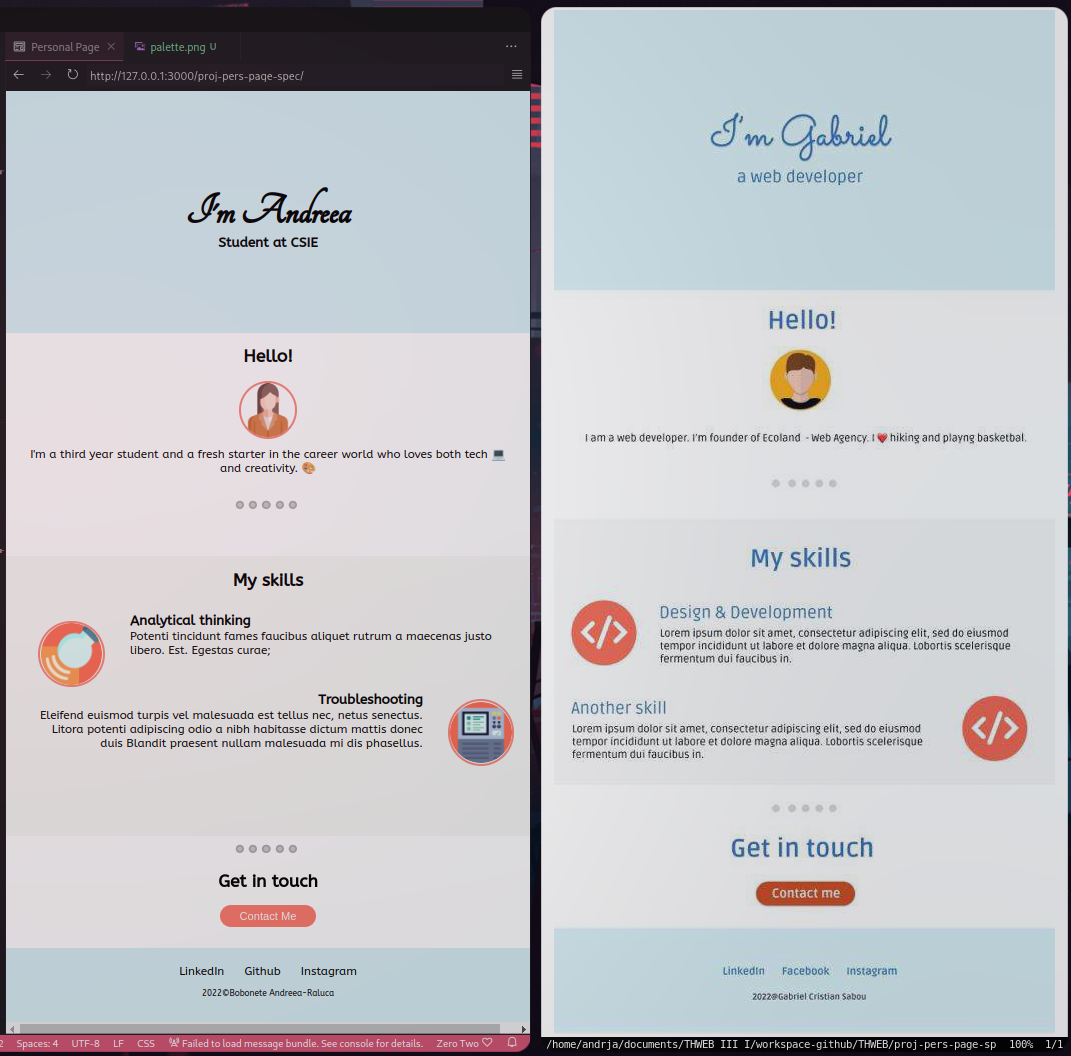 Personal Page
palette.png U
http://127.0.0.1:3000/proj-pers-page-spec/
I'm Andreea
Student at CSIE
Hello!
I'm a third year student and a fresh starter in the career world who loves both tech 💻
and creativity. 🎨
My skills
Analytical thinking
Potenti tincidunt fames faucibus aliquet rutrum a maecenas justo
libero. Est. Egestas curae;
Troubleshooting
Eleifend euismod turpis vel malesuada est tellus nec, netus senectus.
Litora potenti adipiscing odio a nibh habitasse dictum mattis donec
duis Blandit praesent nullam malesuada mi dis phasellus.
Get in touch
Contact Me
LinkedIn Github Instagram
2022©Bobonete Andreea-Raluca
2 Spaces: 4 UTF-8 LF CSS Failed to load message bundle. See console for details. Zero Two
I'm Gabriel
a web developer
Hello!
I am a web developer. I'm founder of Ecoland - Web Agency. I ❤ hiking and playng basketbal.
My skills
</>
Design & Development
Lorem ipsum dolor sit amet, consectetur adipiscing elit, sed do eiusmod
tempor incididunt ut labore et dolore magna aliqua. Lobortis scelerisque
fermentum dui faucibus in.
Another skill
Lorem ipsum dolor sit amet, consectetur adipiscing elit, sed do eiusmod
tempor incididunt ut labore et dolore magna aliqua. Lobortis scelerisque
fermentum dui faucibus in.
</>
Get in touch
Contact me
LinkedIn Facebook Instagram
2022@Gabriel Cristian Sabou
/home/andrja/documents/THWEB III I/workspace-github/THWEB/proj-pers-page-sp 100% 1/1